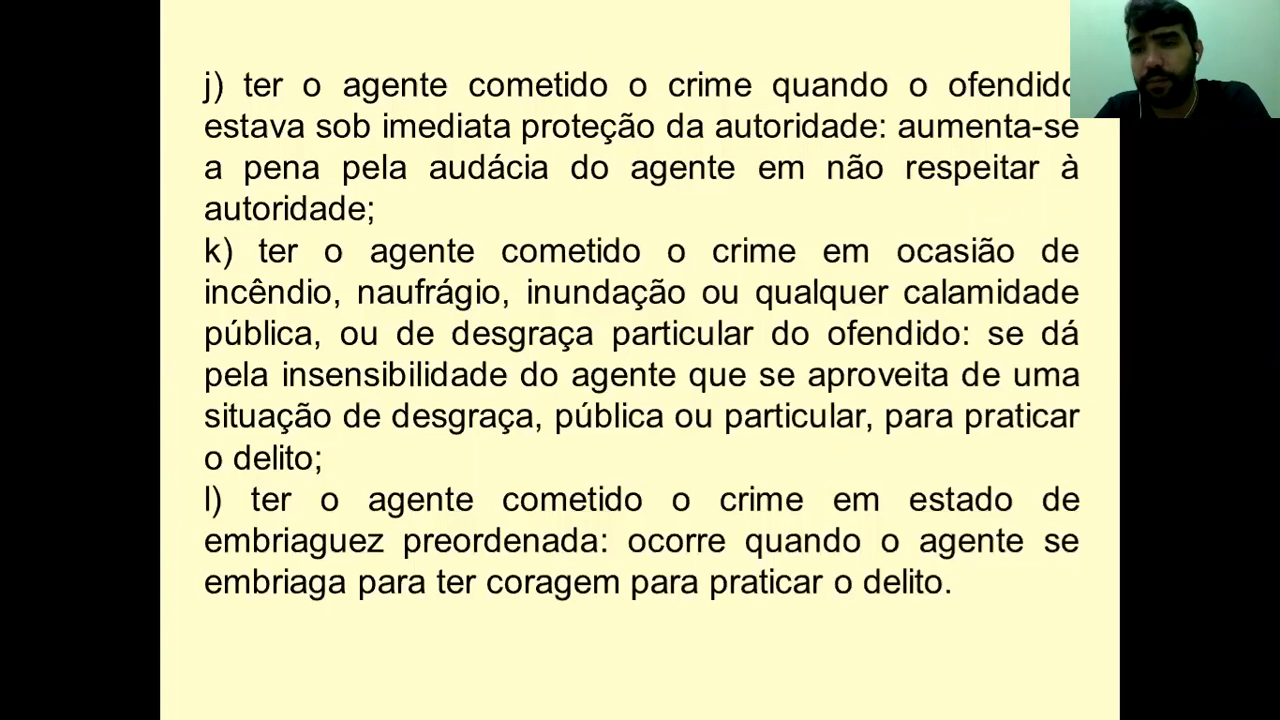 j) ter o agente cometido o crime quando o ofendido
estava sob imediata proteção da autoridade: aumenta-se
a pena pela audácia do agente em não respeitar à
autoridade;
k) ter o agente cometido o crime em ocasião de
incêndio, naufrágio, inundação ou qualquer calamidade
pública, ou de desgraça particular do ofendido: se dá
pela insensibilidade do agente que se aproveita de uma
situação de desgraça, pública ou particular, para praticar
o delito;
l) ter o agente cometido o crime em estado de
embriaguez preordenada: ocorre quando o agente se
embriaga para ter coragem para praticar o delito.